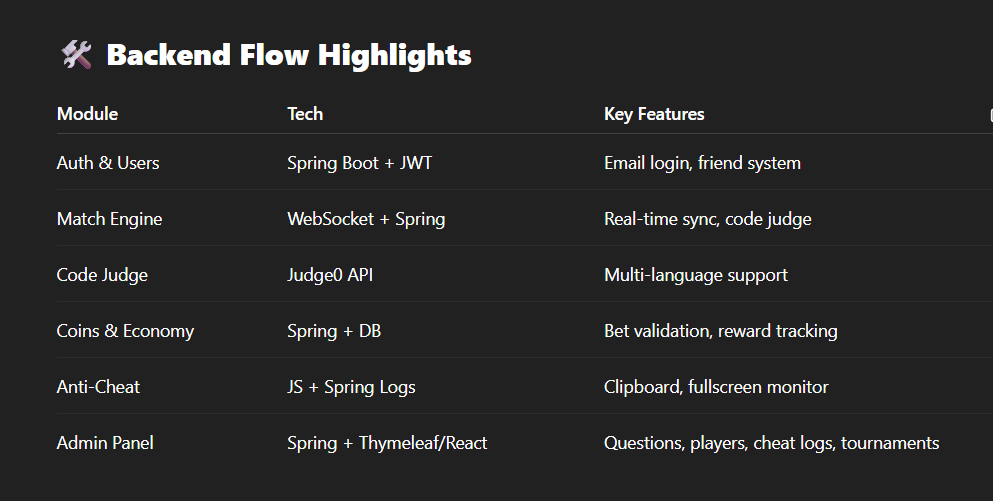 🛠 Backend Flow Highlights
Module Tech Key Features
Auth & Users Spring Boot + JWT Email login, friend system
Match Engine WebSocket + Spring Real-time sync, code judge
Code Judge Judge0 API Multi-language support
Coins & Economy Spring + DB Bet validation, reward tracking
Anti-Cheat JS + Spring Logs Clipboard, fullscreen monitor
Admin Panel Spring + Thymeleaf/React Questions, players, cheat logs, tournaments